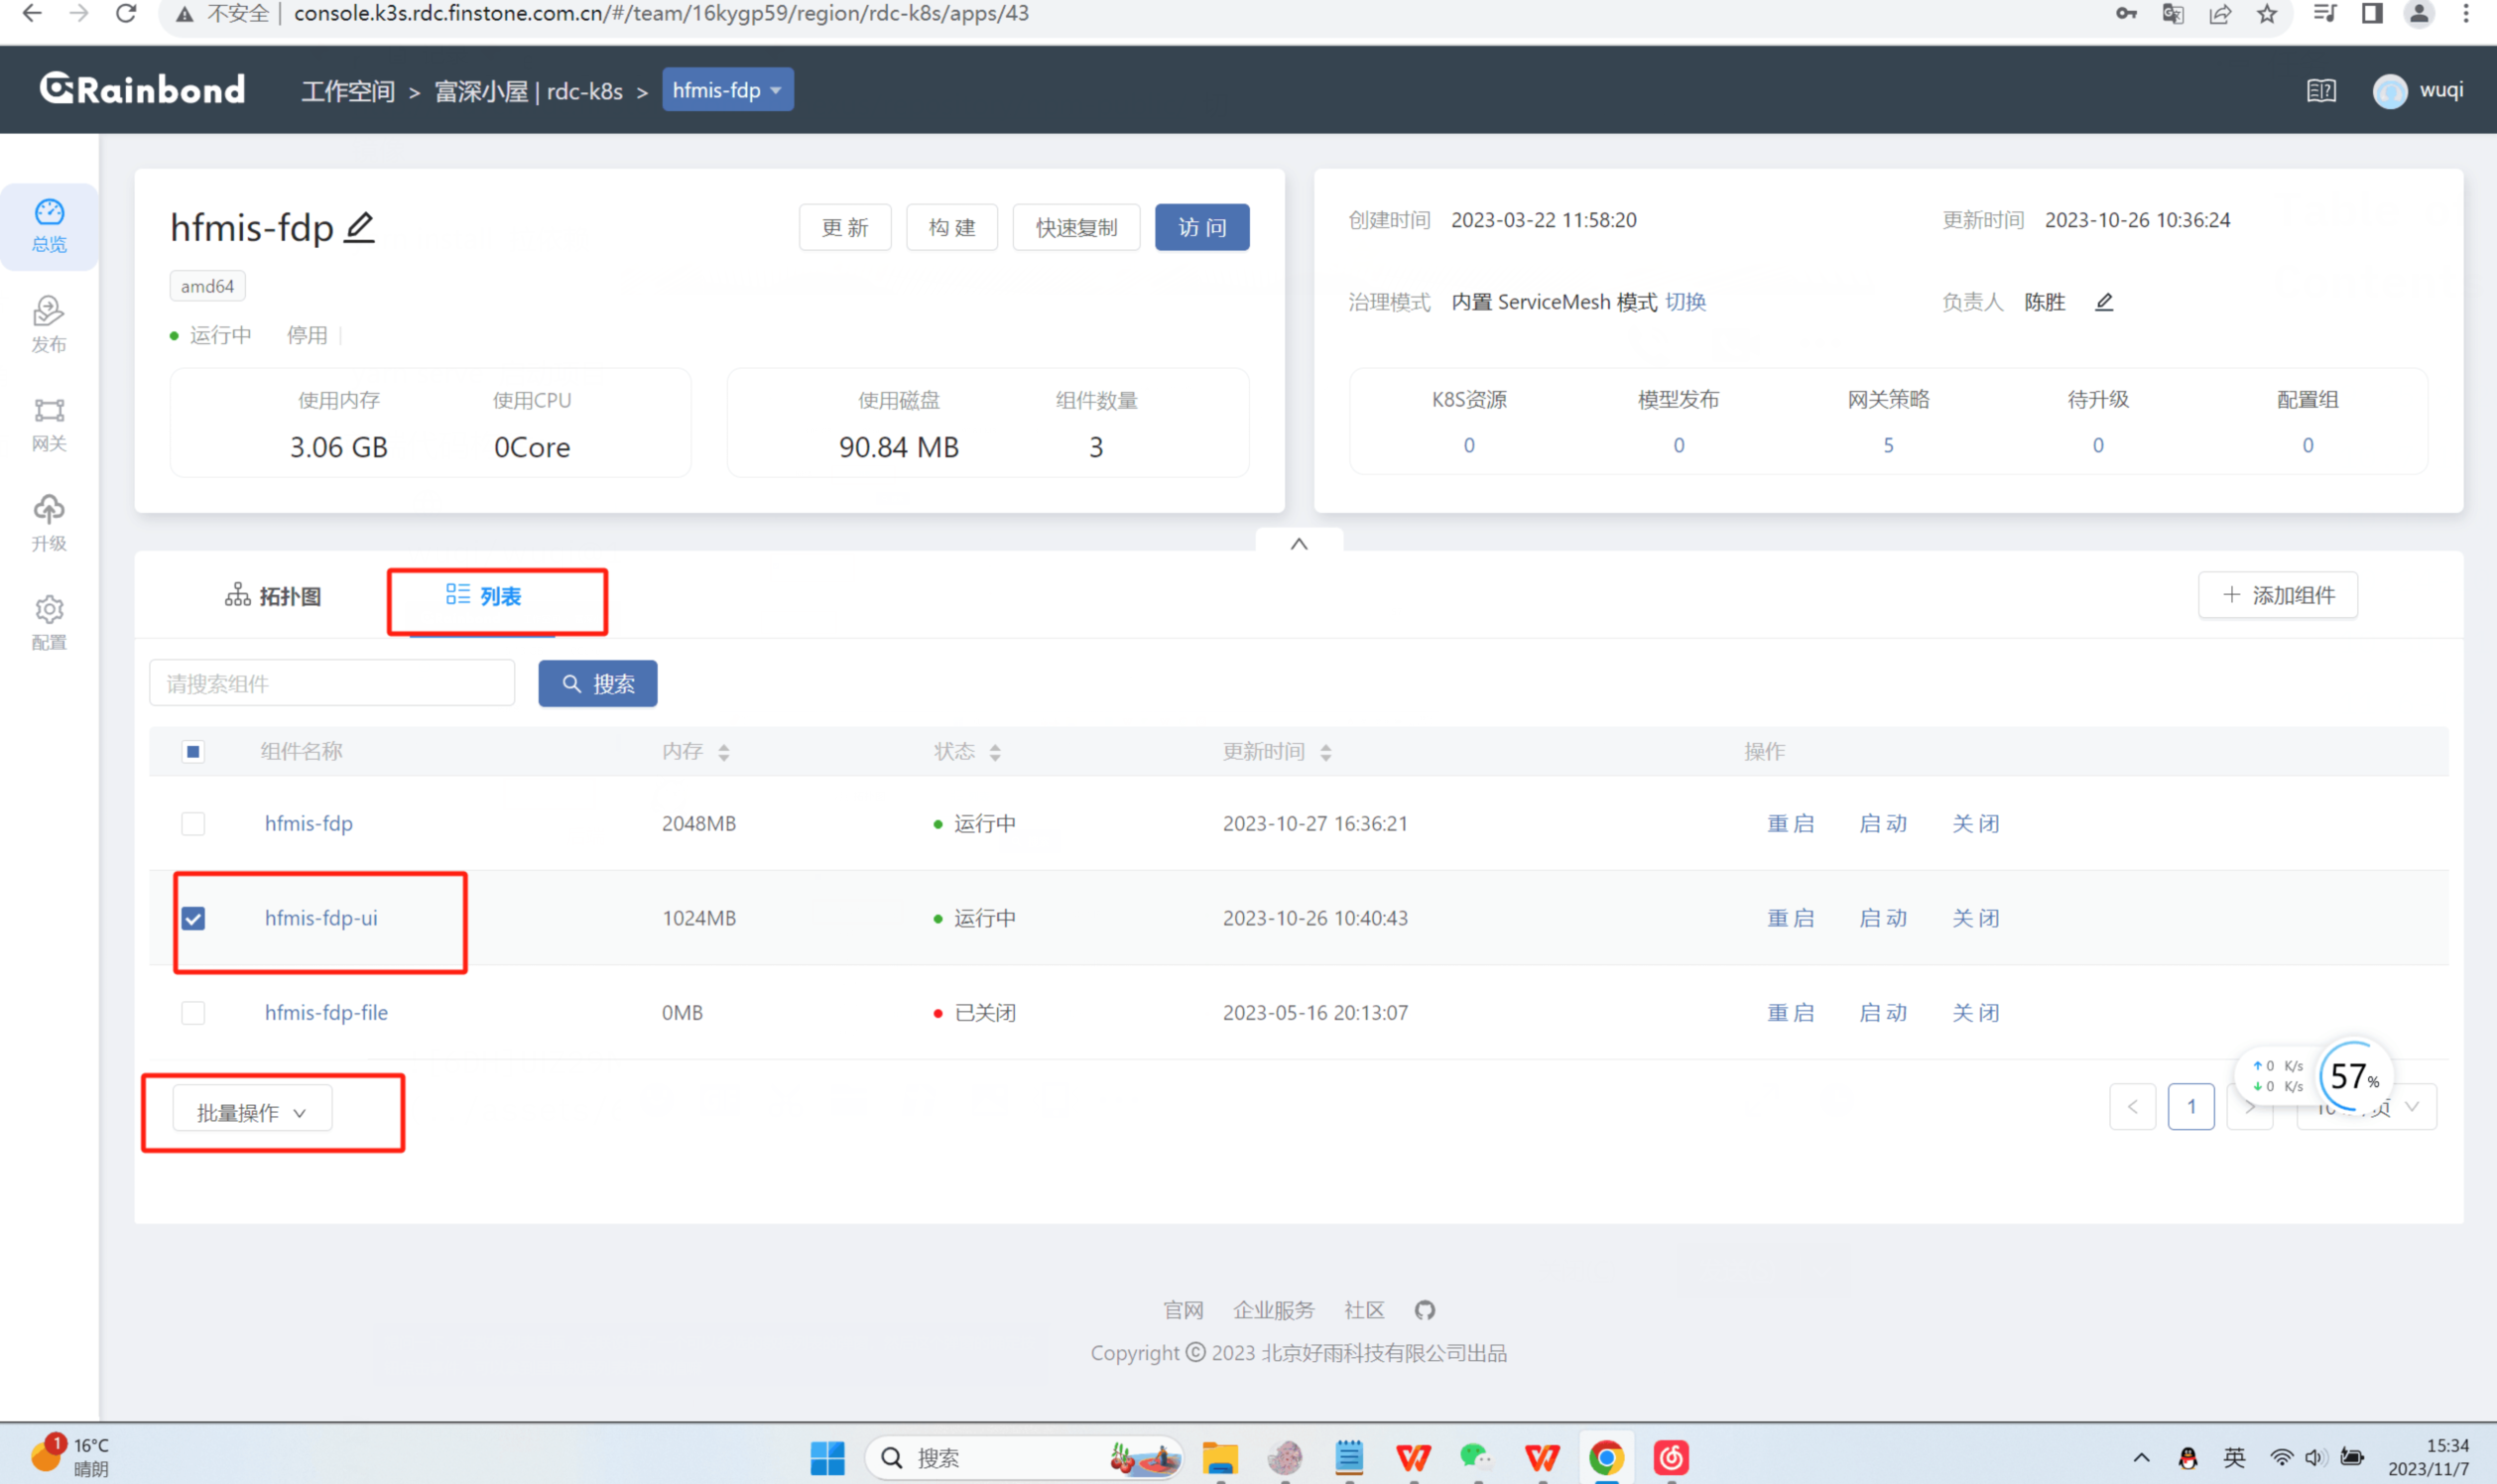 不安全 | console.k3s.rdc.finstone.com.cn/#/team/16kygp59/region/rdc-k8s/apps/43
Rainbond 工作空间 > 富深小屋 | rdc-k8s > hfmis-fdp wuqi
总览
发布
网关
升级
配置
hfmis-fdp 更新 构建 快速复制 访问
amd64
运行中 停用
使用内存 使用CPU 使用磁盘 组件数量
3.06 GB 0Core 90.84 MB 3
创建时间 2023-03-22 11:58:20 更新时间 2023-10-26 10:36:24
治理模式 内置 ServiceMesh 模式 切换 负责人 陈胜
K8S资源 模型发布 网关策略 待升级 配置组
0 0 5 0 0
拓扑图 列表 添加组件
请搜索组件 搜索
组件名称 内存 状态 更新时间 操作
hfmis-fdp 2048MB 运行中 2023-10-27 16:36:21 重启 启动 关闭
hfmis-fdp-ui 1024MB 运行中 2023-10-26 10:40:43 重启 启动 关闭
hfmis-fdp-file 0MB 已关闭 2023-05-16 20:13:07 重启 启动 关闭
↑0 K/s
↓0 K/s
57%
批量操作 < 1 > 页
官网 企业服务 社区
Copyright © 2023 北京好雨科技有限公司出品
1 16°C
晴朗
搜索
英
15:34
2023/11/7